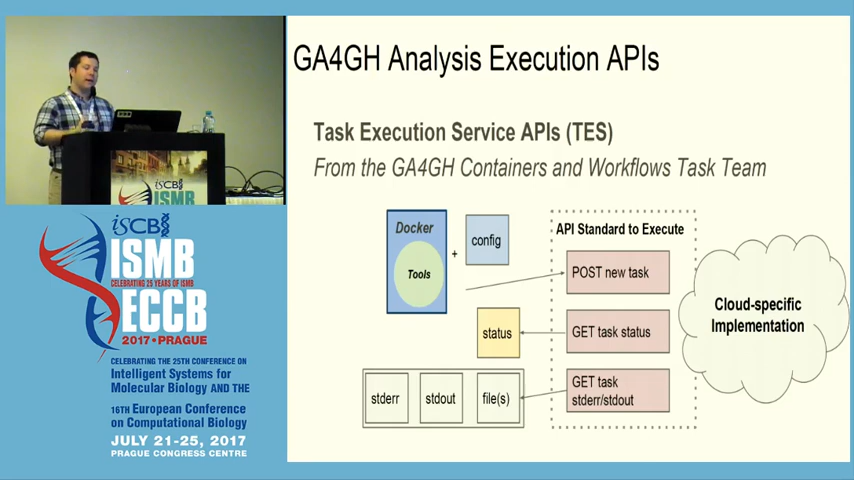 GA4GH Analysis Execution APIs
Task Execution Service APIs (TES)
From the GA4GH Containers and Workflows Task Team
Docker
Tools
+
config
API Standard to Execute
POST new task
status
GET task status
stderr
stdout
file(s)
GET task
stderr/stdout
Cloud-specific
Implementation
iSCB
ISMB
iSCB
ISMB
CELEBRATING 25 YEARS OF ISMB
ECCB
2017 • PRAGUE
CELEBRATING THE 25TH CONFERENCE ON
Intelligent Systems for
Molecular Biology AND THE
16TH European Conference
on Computational Biology
JULY 21-25, 2017
PRAGUE CONGRESS CENTRE